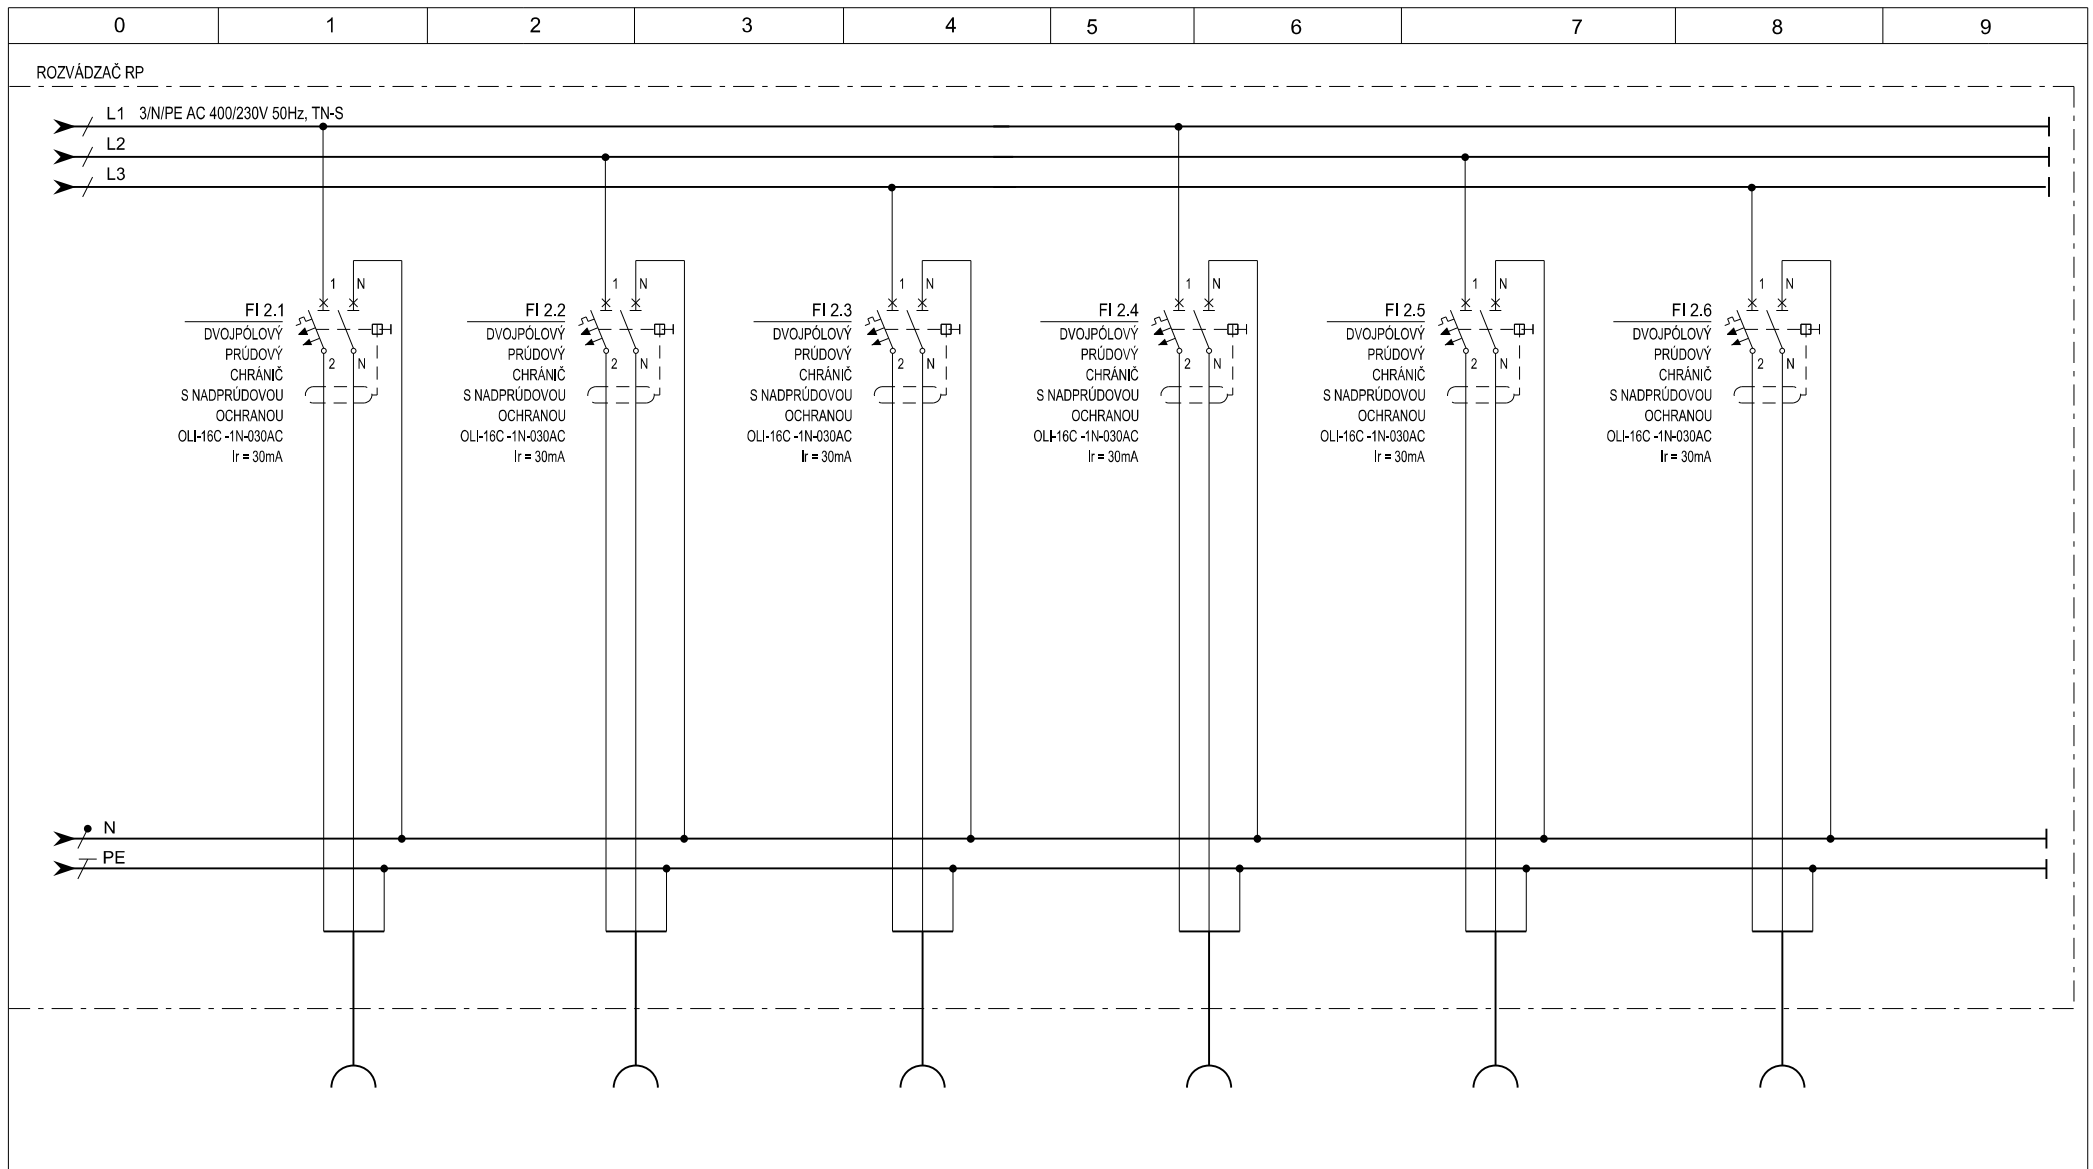 0 1 2 3 4 5 6 7 8 9
ROZVÁDZAČ RP
L1 3/N/PE AC 400/230V 50Hz, TN-S
L2
L3
1 N
FI 2.1
DVOJPÓLOVÝ
PRÚDOVÝ
CHRÁNIČ
S NADPRÚDOVOU
OCHRANOU
OLI-16C -1N-030AC
Ir = 30mA
2 N
1 N
FI 2.2
DVOJPÓLOVÝ
PRÚDOVÝ
CHRÁNIČ
S NADPRÚDOVOU
OCHRANOU
OLI-16C -1N-030AC
Ir = 30mA
2 N
1 N
FI 2.3
DVOJPÓLOVÝ
PRÚDOVÝ
CHRÁNIČ
S NADPRÚDOVOU
OCHRANOU
OLI-16C -1N-030AC
Ir = 30mA
2 N
1 N
FI 2.4
DVOJPÓLOVÝ
PRÚDOVÝ
CHRÁNIČ
S NADPRÚDOVOU
OCHRANOU
OLI-16C -1N-030AC
Ir = 30mA
2 N
1 N
FI 2.5
DVOJPÓLOVÝ
PRÚDOVÝ
CHRÁNIČ
S NADPRÚDOVOU
OCHRANOU
OLI-16C -1N-030AC
Ir = 30mA
2 N
1 N
FI 2.6
DVOJPÓLOVÝ
PRÚDOVÝ
CHRÁNIČ
S NADPRÚDOVOU
OCHRANOU
OLI-16C -1N-030AC
Ir = 30mA
2 N
N
PE